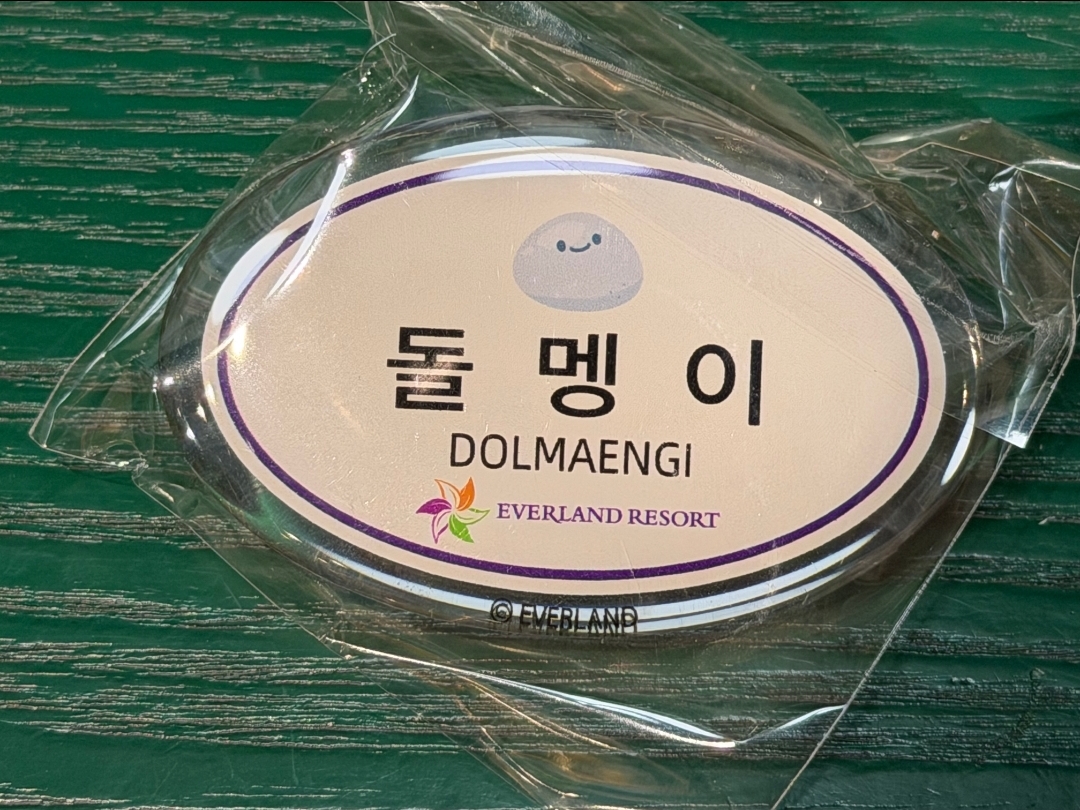 돌 멩 이
DOLMAENGI
EVERLAND RESORT
© EVERLAND